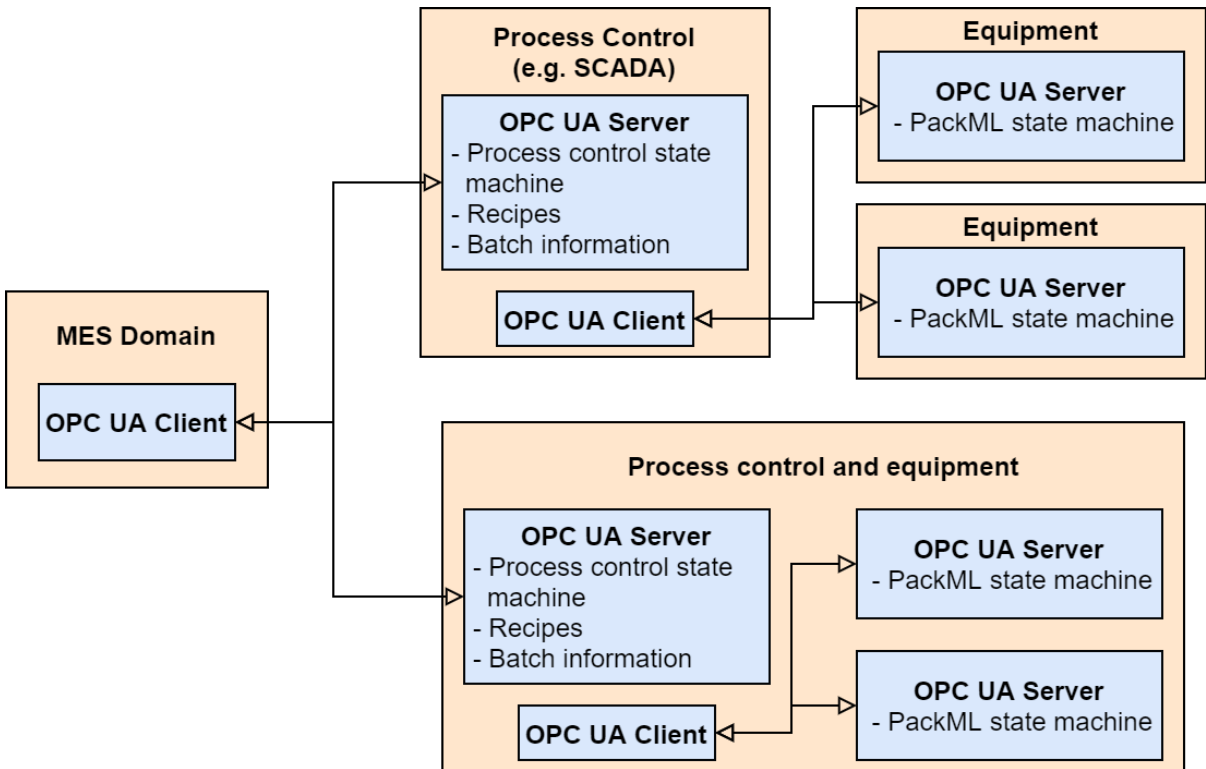 Process Control
(e.g. SCADA)
OPC UA Server
- Process control state
machine
- Recipes
- Batch information
OPC UA Client
Equipment
OPC UA Server
- PackML state machine
Equipment
OPC UA Server
- PackML state machine
MES Domain
OPC UA Client
Process control and equipment
OPC UA Server
- Process control state
machine
- Recipes
- Batch information
OPC UA Client
OPC UA Server
- PackML state machine
OPC UA Server
- PackML state machine